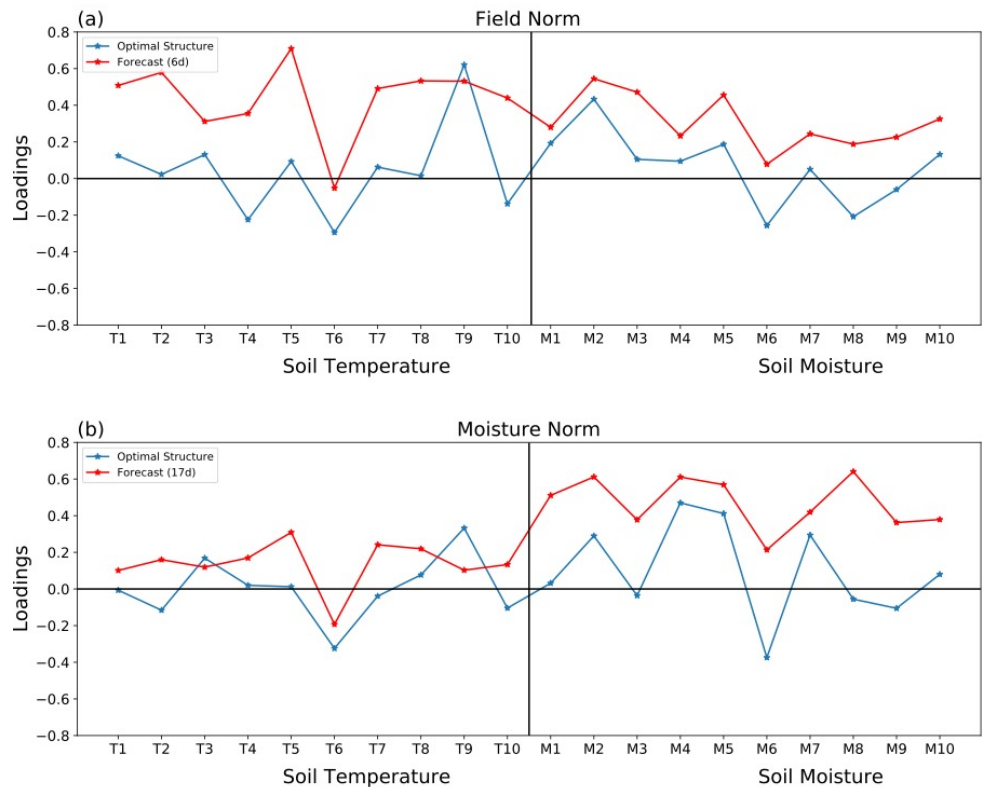 (a)
Field Norm
Optimal Structure
Forecast (6d)
Loadings
0.8
0.6
0.4
0.2
0.0
−0.2
−0.4
−0.6
−0.8
T1 T2 T3 T4 T5 T6 T7 T8 T9 T10 M1 M2 M3 M4 M5 M6 M7 M8 M9 M10
Soil Temperature Soil Moisture
(b)
Moisture Norm
Optimal Structure
Forecast (17d)
Loadings
0.8
0.6
0.4
0.2
0.0
−0.2
−0.4
−0.6
−0.8
T1 T2 T3 T4 T5 T6 T7 T8 T9 T10 M1 M2 M3 M4 M5 M6 M7 M8 M9 M10
Soil Temperature Soil Moisture